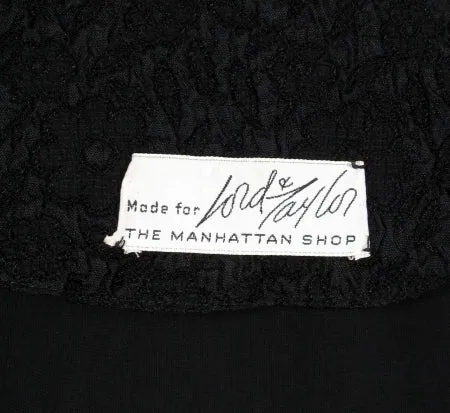 Made for Lord & Taylor
THE MANHATTAN SHOP